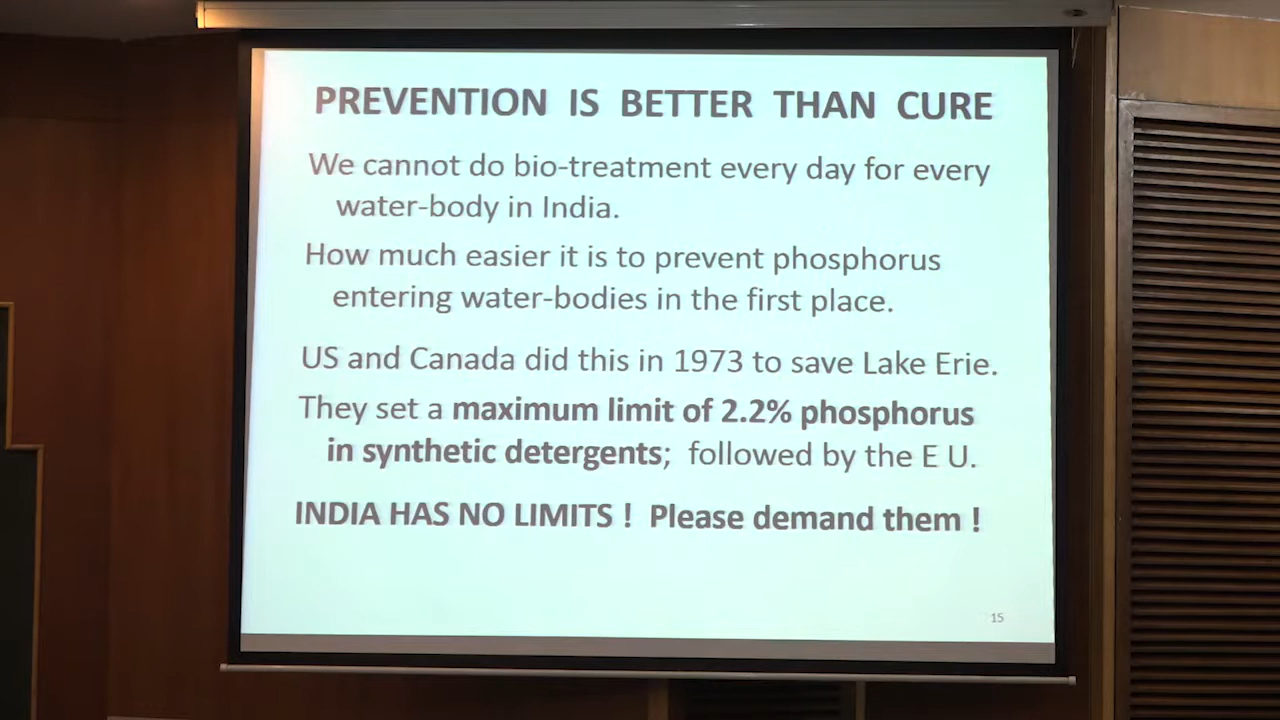 PREVENTION IS BETTER THAN CURE
We cannot do bio-treatment every day for every
water-body in India.
How much easier it is to prevent phosphorus
entering water-bodies in the first place.
US and Canada did this in 1973 to save Lake Erie.
They set a maximum limit of 2.2% phosphorus
in synthetic detergents; followed by the E U.
INDIA HAS NO LIMITS ! Please demand them !
15